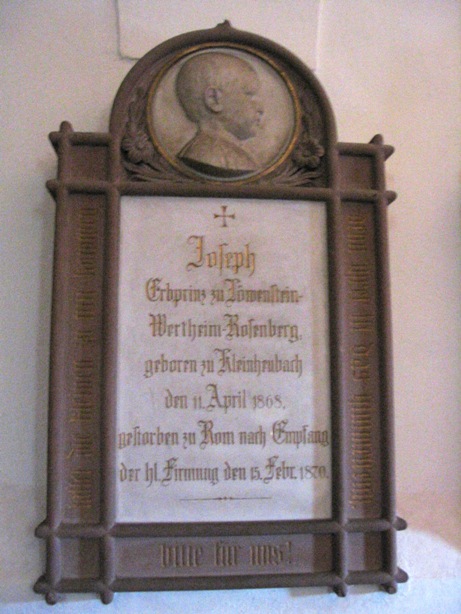 Joseph
Erbprinz zu Löwenstein-
Wertheim-Rosenberg,
geboren zu Kleinheubach
den 11. April 1868.
gestorben zu Rom nach Empfang
der hl. Firmung den 15. Febr. 1870.
bitte für uns!